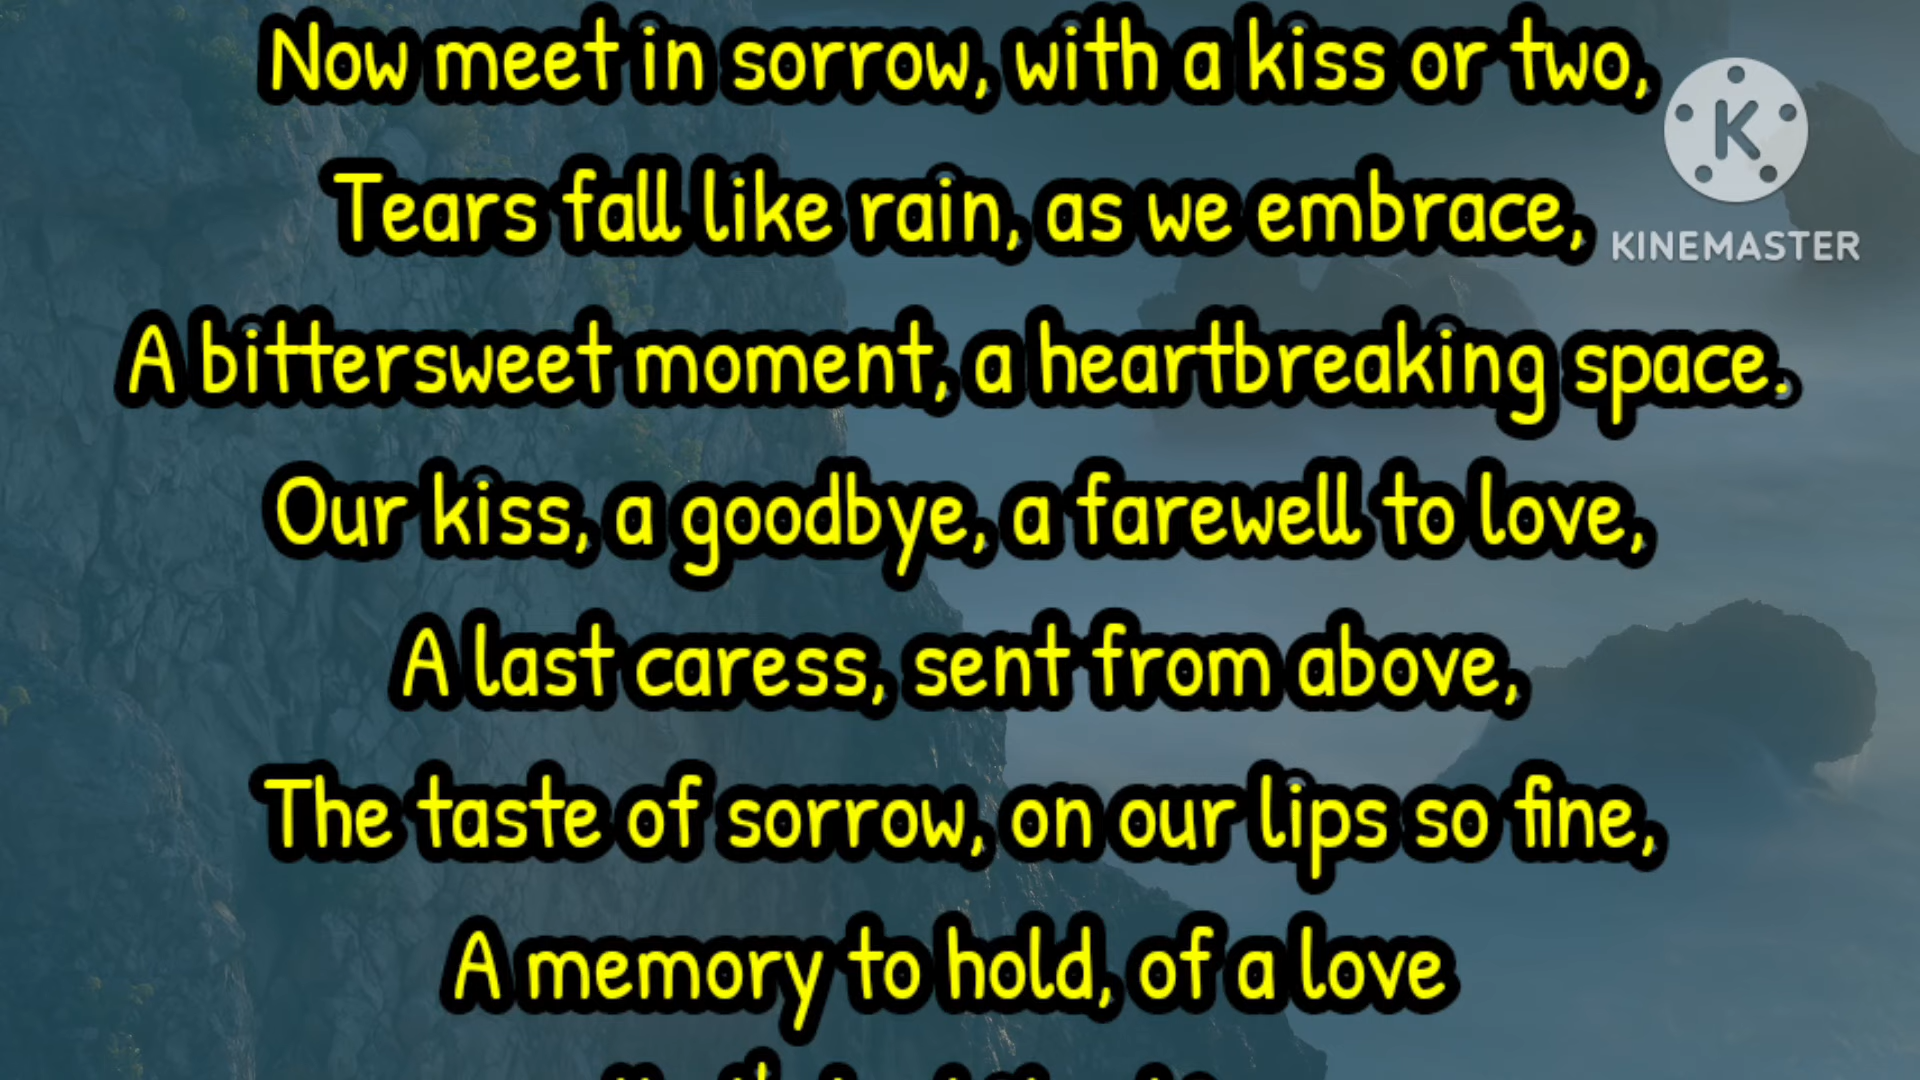 Now meet in sorrow, with a kiss or two,
Tears fall like rain, as we embrace,
A bittersweet moment, a heartbreaking space.
Our kiss, a goodbye, a farewell to love,
A last caress, sent from above,
The taste of sorrow, on our lips so fine,
A memory to hold, of a love
K
KINEMASTER